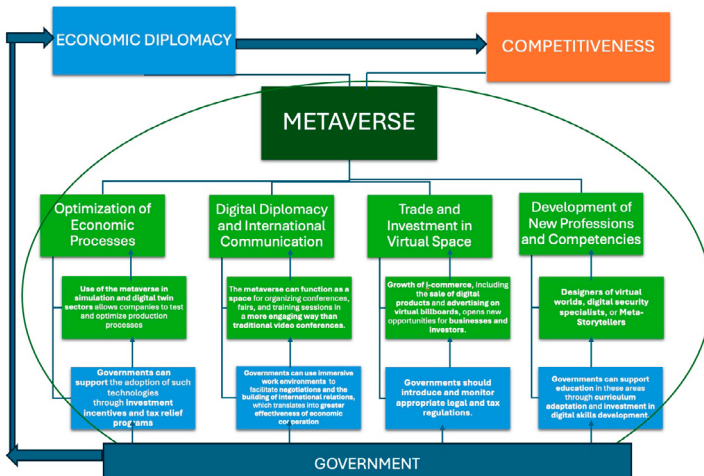 ECONOMIC DIPLOMACY
COMPETITIVENESS
METAVERSE
Optimization of
Economic
Processes
Digital Diplomacy
and International
Communication
Trade and
Investment in
Virtual Space
Development of
New Professions
and Competencies
Use of the metaverse in
simulation and digital twin
sectors allows companies to test
and optimize production
processes
The metaverse can function as a
space for organizing conferences,
fairs, and training sessions in
a more engaging way than
traditional video conferences.
Growth of i-commerce, including
the sale of digital
products and advertising on
virtual billboards, opens new
opportunities for businesses and
investors.
Designers of virtual
worlds, digital security
specialists, or Meta-
Storytellers
Governments can
support the adoption of such
technologies
through investment
incentives and tax relief
programs
Governments can use immersive
work environments to
facilitate negotiations and the
building of international relations,
which translates into greater
effectiveness of economic
cooperation
Governments should
introduce and monitor
appropriate legal and tax
regulations.
Governments can support
education in these areas
through curriculum
adaptation and investment in
digital skills development.
GOVERNMENT